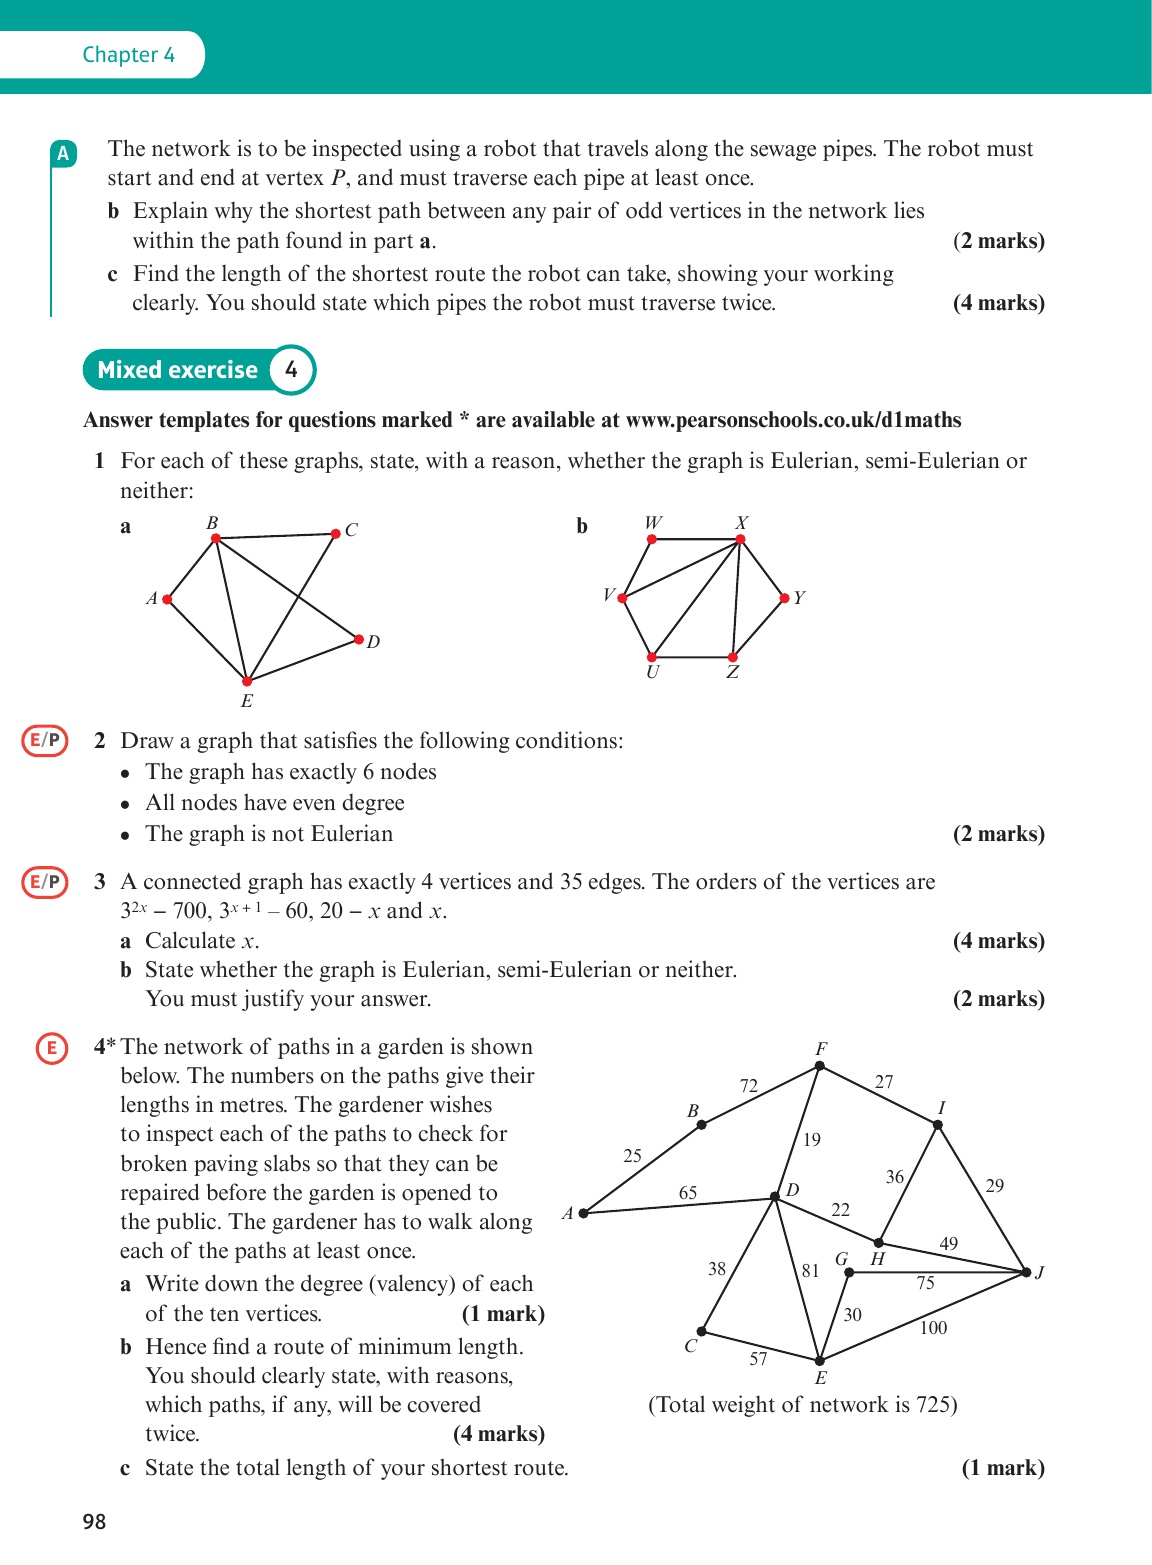 Chapter 4
A
The network is to be inspected using a robot that travels along the sewage pipes. The robot must
start and end at vertex P, and must traverse each pipe at least once.
b Explain why the shortest path between any pair of odd vertices in the network lies
within the path found in part a. (2 marks)
c Find the length of the shortest route the robot can take, showing your working
clearly. You should state which pipes the robot must traverse twice. (4 marks)
Mixed exercise 4
Answer templates for questions marked * are available at www.pearsonschools.co.uk/d1maths
1 For each of these graphs, state, with a reason, whether the graph is Eulerian, semi-Eulerian or
neither:
a
B
C
A
D
E
b
W
X
V
Y
U
Z
E/P
2 Draw a graph that satisfies the following conditions:
• The graph has exactly 6 nodes
• All nodes have even degree
• The graph is not Eulerian (2 marks)
E/P
3 A connected graph has exactly 4 vertices and 35 edges. The orders of the vertices are
3²ˣ − 700, 3ˣ⁺¹ – 60, 20 − x and x.
a Calculate x. (4 marks)
b State whether the graph is Eulerian, semi-Eulerian or neither.
You must justify your answer. (2 marks)
E
4* The network of paths in a garden is shown
below. The numbers on the paths give their
lengths in metres. The gardener wishes
to inspect each of the paths to check for
broken paving slabs so that they can be
repaired before the garden is opened to
the public. The gardener has to walk along
each of the paths at least once.
a Write down the degree (valency) of each
of the ten vertices. (1 mark)
b Hence find a route of minimum length.
You should clearly state, with reasons,
which paths, if any, will be covered
twice. (4 marks)
F
72
27
B
I
19
25
36
65
D
29
A
22
49
G
H
38
81
J
75
30
100
C
57
E
(Total weight of network is 725)
c State the total length of your shortest route. (1 mark)
98